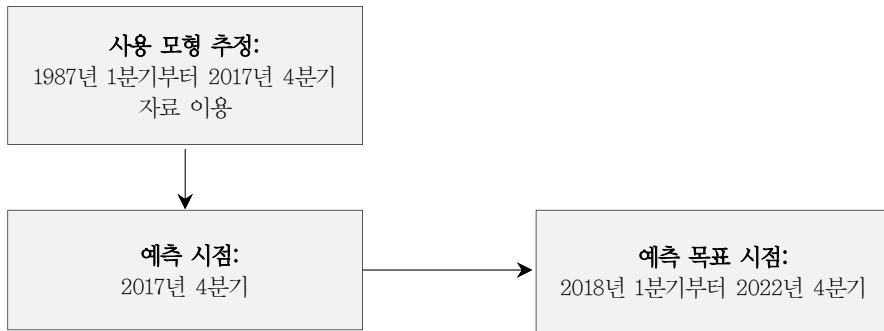 사용 모형 추정:
1987년 1분기부터 2017년 4분기
자료 이용
예측 시점:
2017년 4분기
예측 목표 시점:
2018년 1분기부터 2022년 4분기